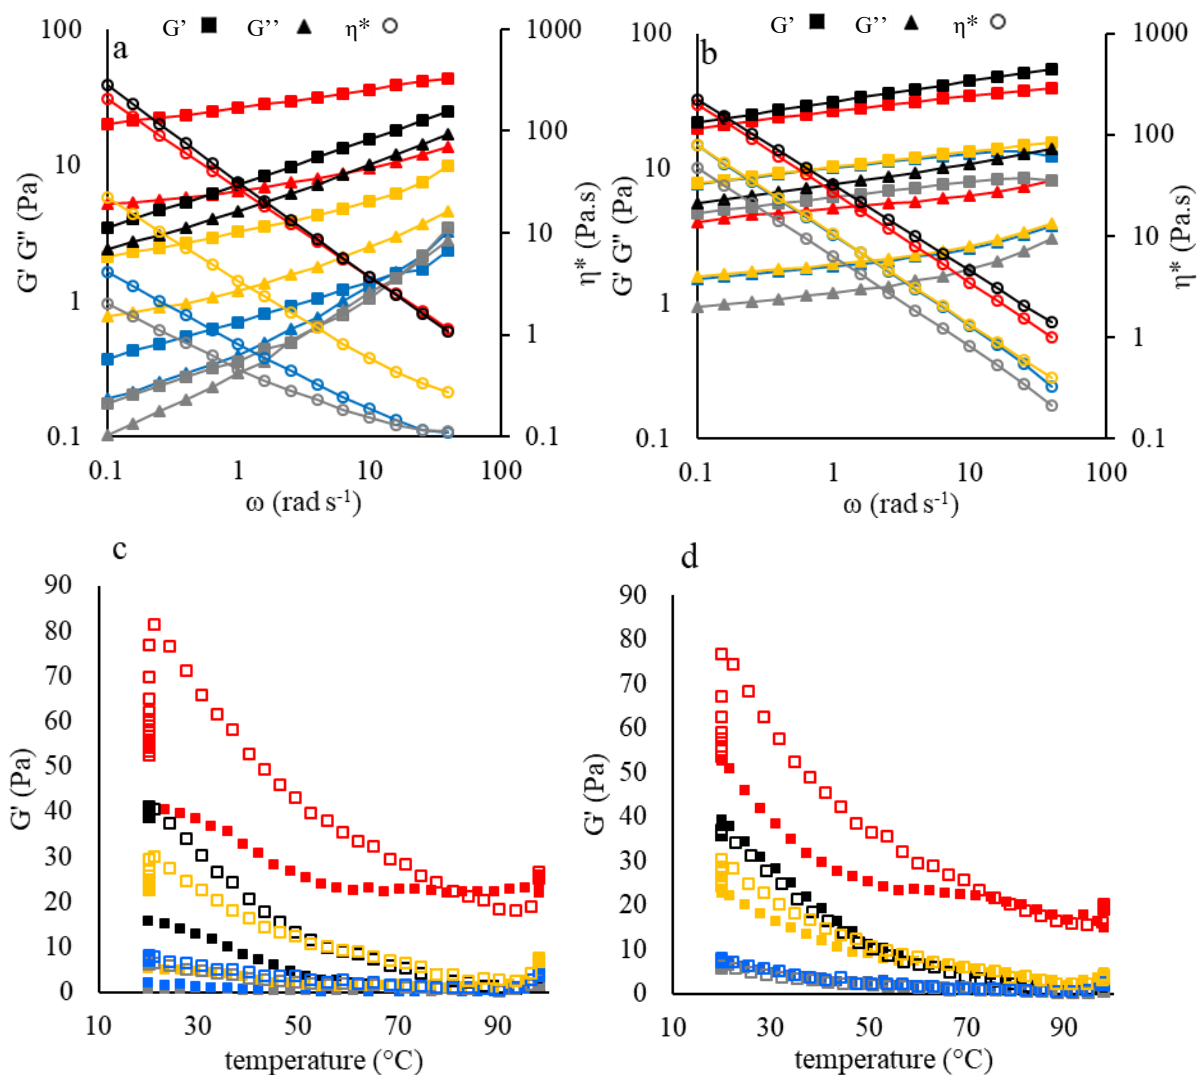 G’ G’’ η*
a
100
10
1
0.1
G' G'' (Pa)
1000
100
10
1
0.1
η* (Pa.s)
0.1 1 10 100
ω (rad s-1)
G’ G’’ η*
b
100
10
1
0.1
G' G'' (Pa)
1000
100
10
1
0.1
η* (Pa.s)
0.1 1 10 100
ω (rad s-1)
c
90
80
70
60
50
40
30
20
10
0
G' (Pa)
10 30 50 70 90
temperature (°C)
d
90
80
70
60
50
40
30
20
10
0
G' (Pa)
10 30 50 70 90
temperature (°C)